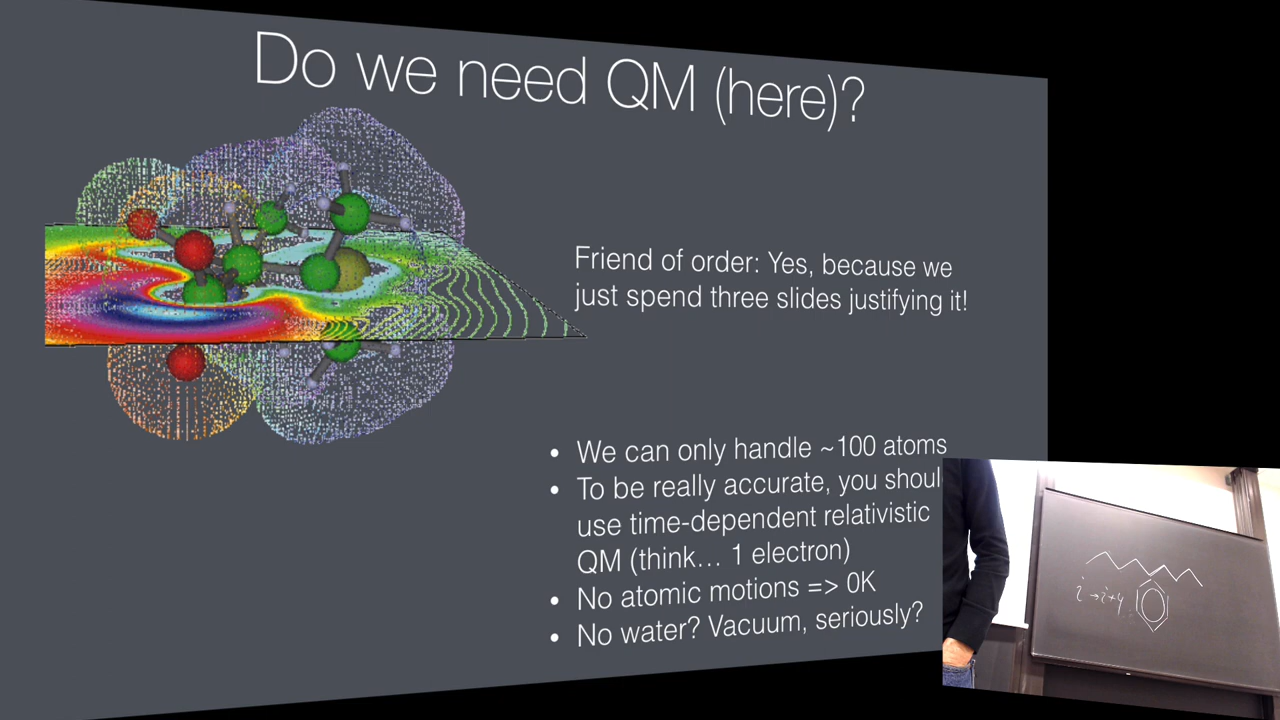 Do we need QM (here)?
Friend of order: Yes, because we
just spend three slides justifying it!
• We can only handle ~100 atoms
• To be really accurate, you shoul
use time-dependent relativistic
QM (think... 1 electron)
• No atomic motions => 0K
• No water? Vacuum, seriously?
i→i+4